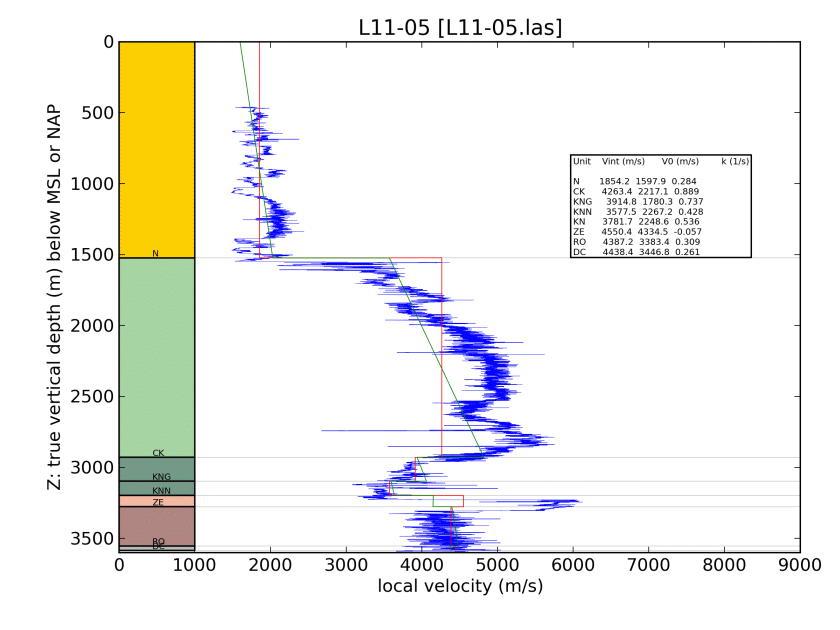 L11-05 [L11-05.las]
0
500
1000
1500
2000
2500
3000
3500
Z: true vertical depth (m) below MSL or NAP
Unit Vint (m/s) V0 (m/s) k (1/s)
N 1854.2 1597.9 0.284
CK 4263.4 2217.1 0.889
KNG 3914.8 1780.3 0.737
KNN 3577.5 2267.2 0.428
KN 3781.7 2248.6 0.536
ZE 4550.4 4334.5 -0.057
RO 4387.2 3383.4 0.309
DC 4438.4 3446.8 0.261
N
CK
KNG
KNN
ZE
RO
DC
0 1000 2000 3000 4000 5000 6000 7000 8000 9000
local velocity (m/s)